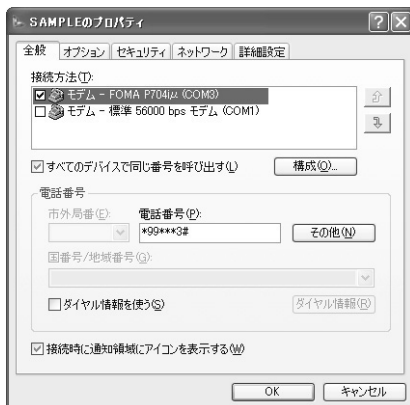 SAMPLEのプロパティ
全般 オプション セキュリティ ネットワーク 詳細設定
接続方法(T):
モデム - FOMA P704iμ (COM3)
モデム - 標準 56000 bps モデム (COM1)
すべてのデバイスで同じ番号を呼び出す(L) 構成(O)...
電話番号
市外局番(E): 電話番号(P):
*99***3# その他(N)
国番号/地域番号(G):
ダイヤル情報を使う(S) ダイヤル情報(R)
接続時に通知領域にアイコンを表示する(W)
OK キャンセル